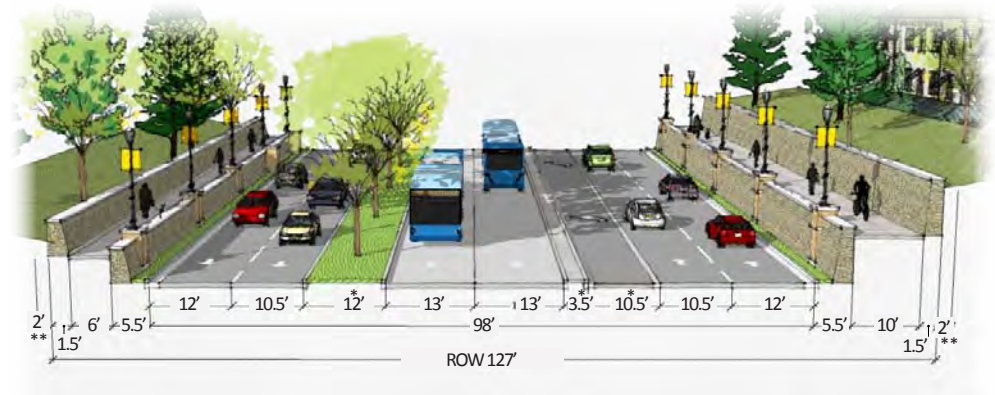 * * *
12’ 10.5’ 12’ 13’ 13’ 3.5’ 10.5’ 10.5’ 12’
2’ 6’ 5.5’ 98’ 5.5’ 10’ 2’
** 1.5’ 1.5’ **
ROW 127’